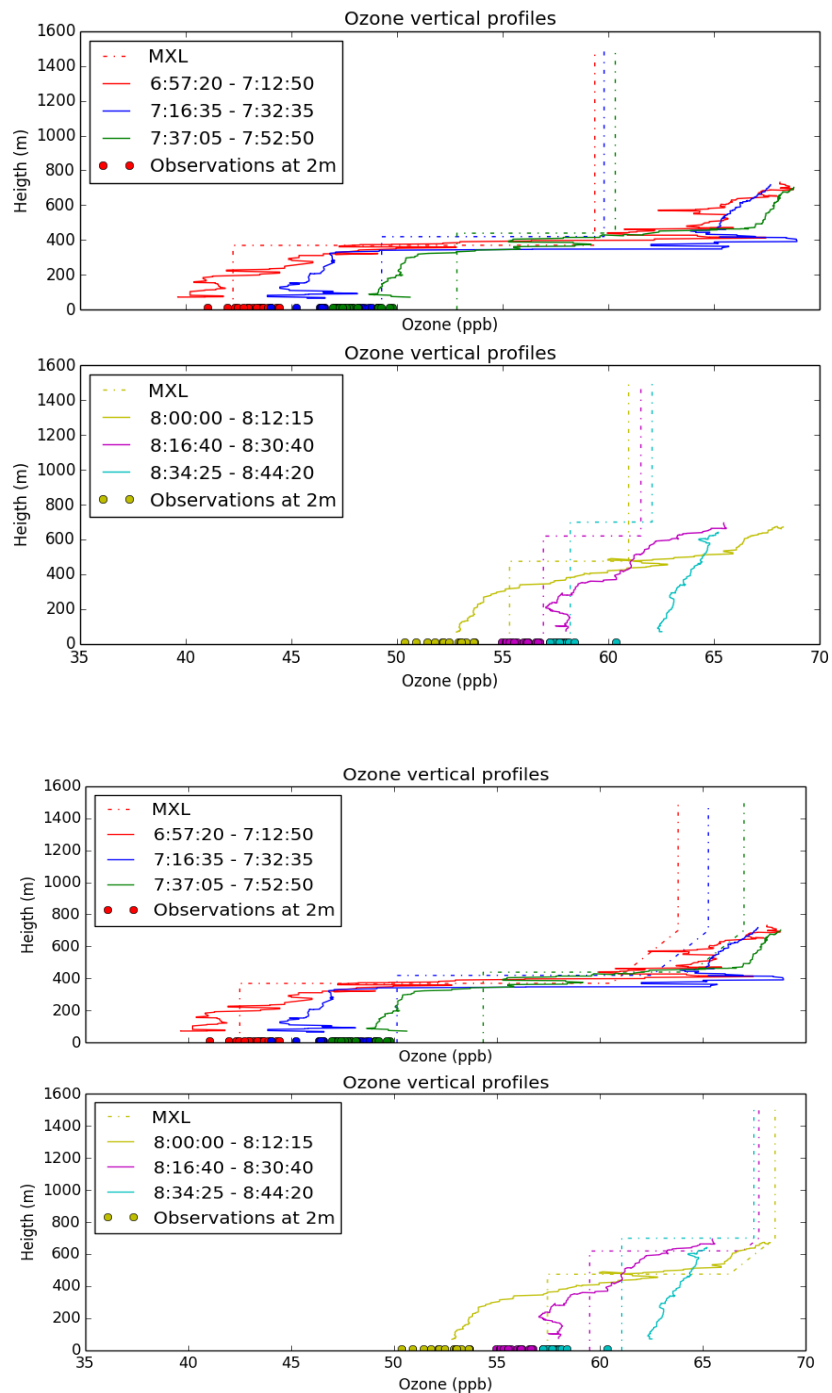 Ozone vertical profiles
1600
1400
1200
1000
800
600
400
200
0
Heigth (m)
MXL
6:57:20 - 7:12:50
7:16:35 - 7:32:35
7:37:05 - 7:52:50
Observations at 2m
Ozone (ppb)
Ozone vertical profiles
1600
1400
1200
1000
800
600
400
200
0
Heigth (m)
MXL
8:00:00 - 8:12:15
8:16:40 - 8:30:40
8:34:25 - 8:44:20
Observations at 2m
35 40 45 50 55 60 65 70
Ozone (ppb)
Ozone vertical profiles
1600
1400
1200
1000
800
600
400
200
0
Heigth (m)
MXL
6:57:20 - 7:12:50
7:16:35 - 7:32:35
7:37:05 - 7:52:50
Observations at 2m
Ozone (ppb)
Ozone vertical profiles
1600
1400
1200
1000
800
600
400
200
0
Heigth (m)
MXL
8:00:00 - 8:12:15
8:16:40 - 8:30:40
8:34:25 - 8:44:20
Observations at 2m
35 40 45 50 55 60 65 70
Ozone (ppb)